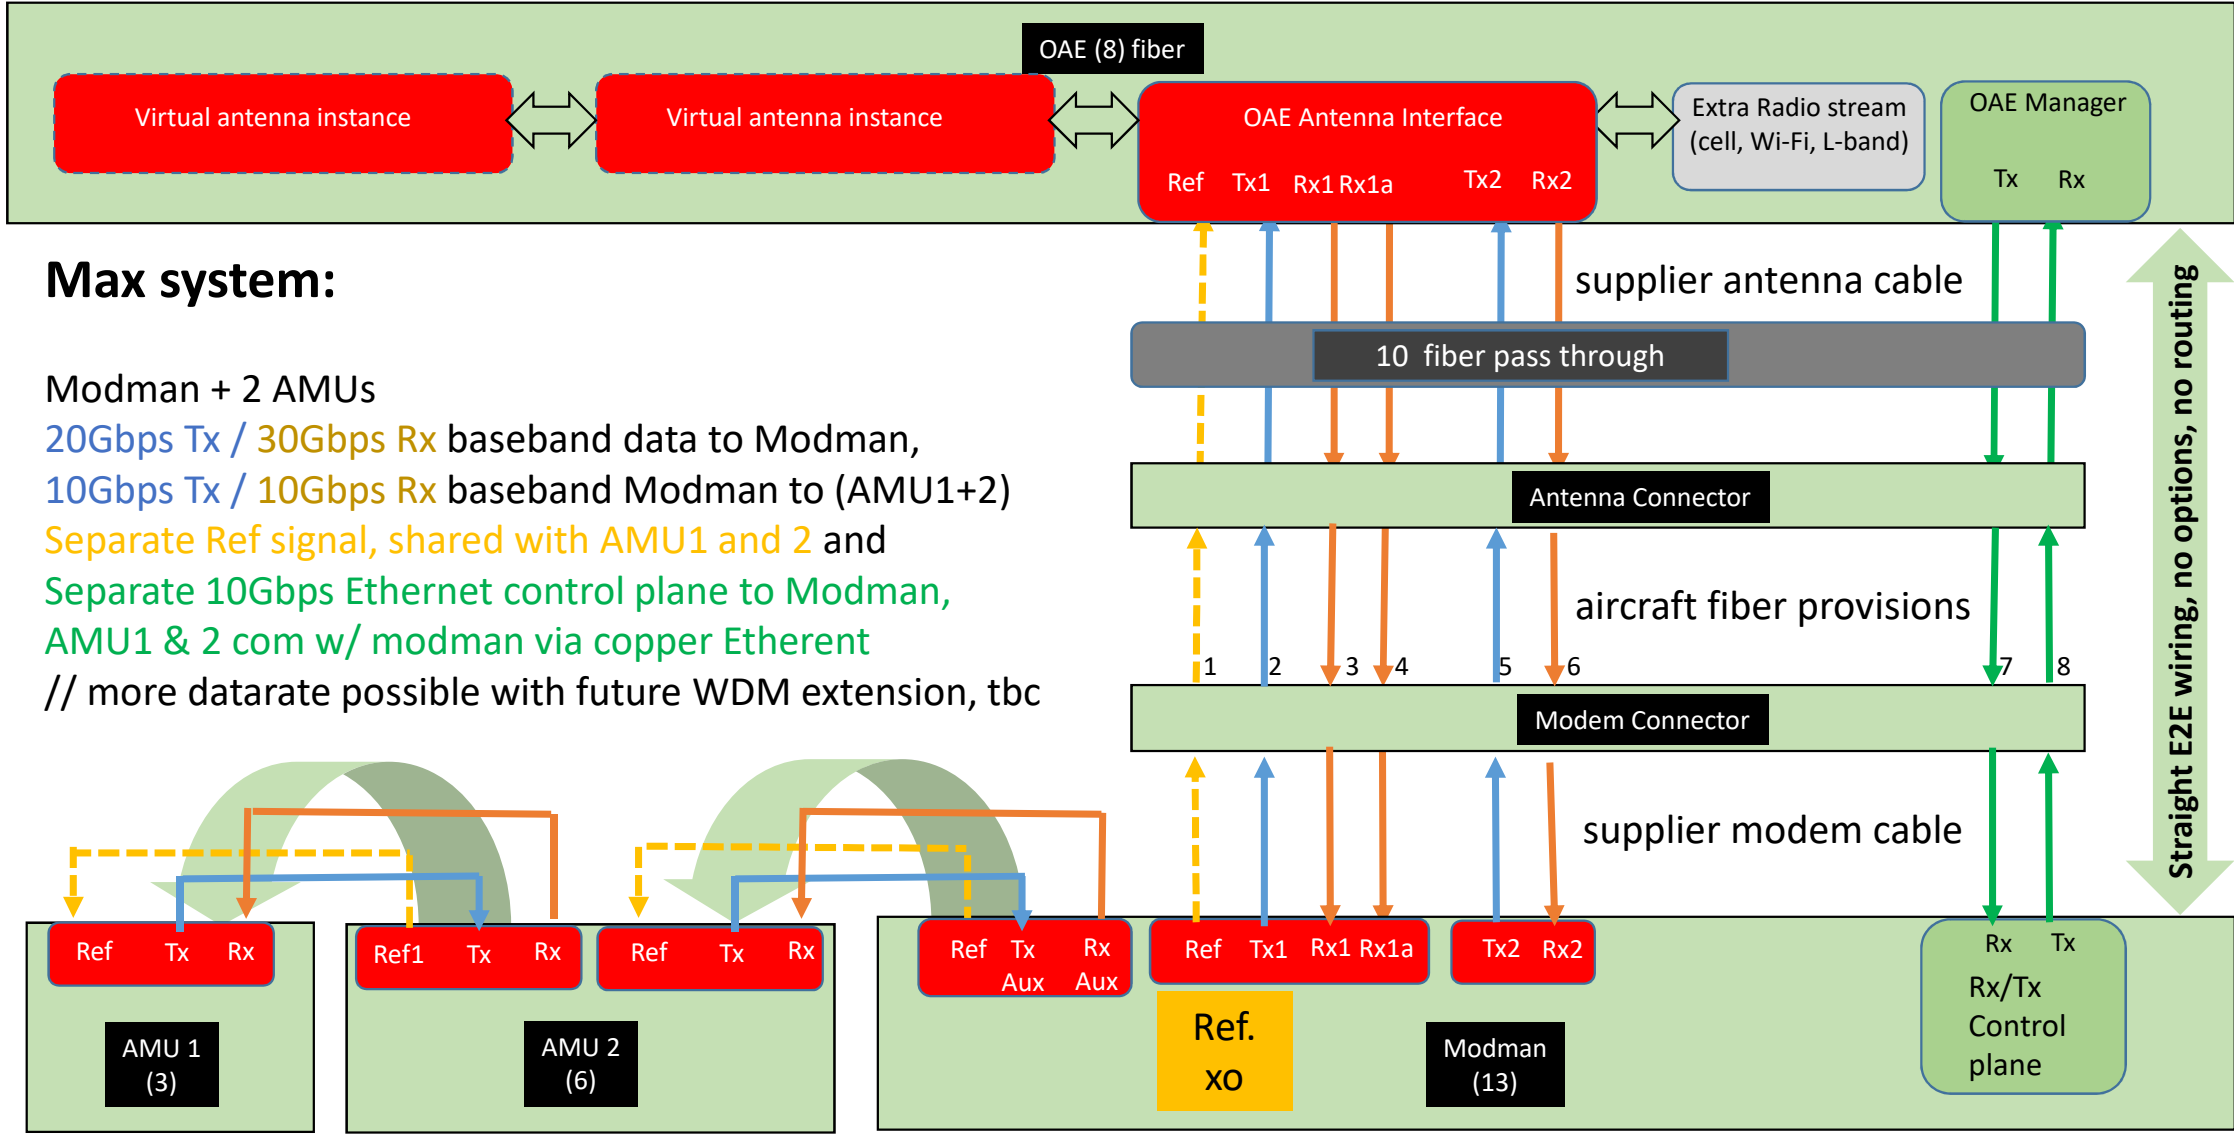 OAE (8) fiber
Virtual antenna instance
Virtual antenna instance
OAE Antenna Interface
Ref Tx1 Rx1 Rx1a Tx2 Rx2
Extra Radio stream
(cell, Wi-Fi, L-band)
OAE Manager
Tx Rx
Max system:
supplier antenna cable
10 fiber pass through
Modman + 2 AMUs
20Gbps Tx / 30Gbps Rx baseband data to Modman,
10Gbps Tx / 10Gbps Rx baseband Modman to (AMU1+2)
Separate Ref signal, shared with AMU1 and 2 and
Separate 10Gbps Ethernet control plane to Modman,
AMU1 & 2 com w/ modman via copper Etherent
// more datarate possible with future WDM extension, tbc
Antenna Connector
aircraft fiber provisions
1 2 3 4 5 6 7 8
Modem Connector
supplier modem cable
Straight E2E wiring, no options, no routing
Ref Tx Rx
AMU 1
(3)
Ref1 Tx Rx
Ref Tx Rx
AMU 2
(6)
Ref Tx Rx
Aux Aux
Ref Tx1 Rx1 Rx1a
Tx2 Rx2
Ref.
xo
Modman
(13)
Rx Tx
Rx/Tx
Control
plane